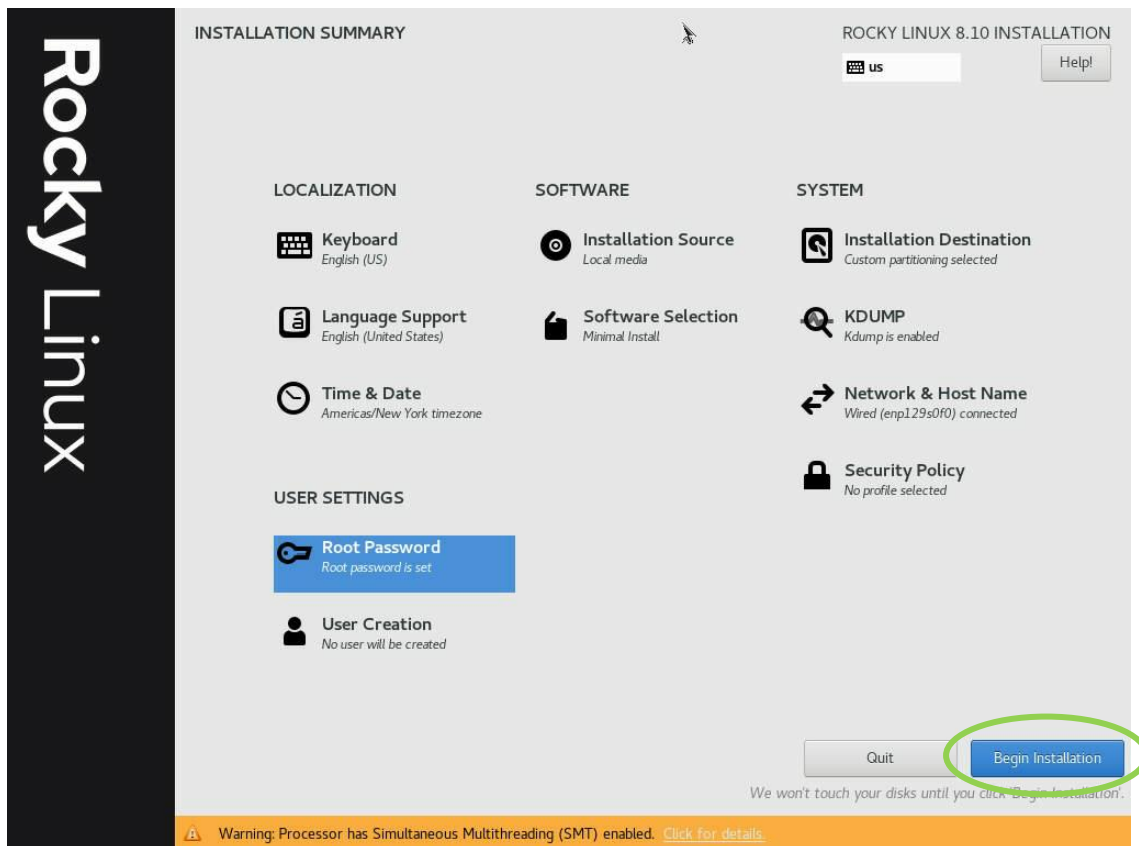 Rocky Linux
INSTALLATION SUMMARY
ROCKY LINUX 8.10 INSTALLATION
us
Help!
LOCALIZATION
Keyboard
English (US)
Language Support
English (United States)
Time & Date
Americas/New York timezone
SOFTWARE
Installation Source
Local media
Software Selection
Minimal Install
SYSTEM
Installation Destination
Custom partitioning selected
KDUMP
Kdump is enabled
Network & Host Name
Wired (enp129s0f0) connected
Security Policy
No profile selected
USER SETTINGS
Root Password
Root password is set
User Creation
No user will be created
Quit
Begin Installation
We won't touch your disks until you click 'Begin Installation'.
Warning: Processor has Simultaneous Multithreading (SMT) enabled. Click for details.